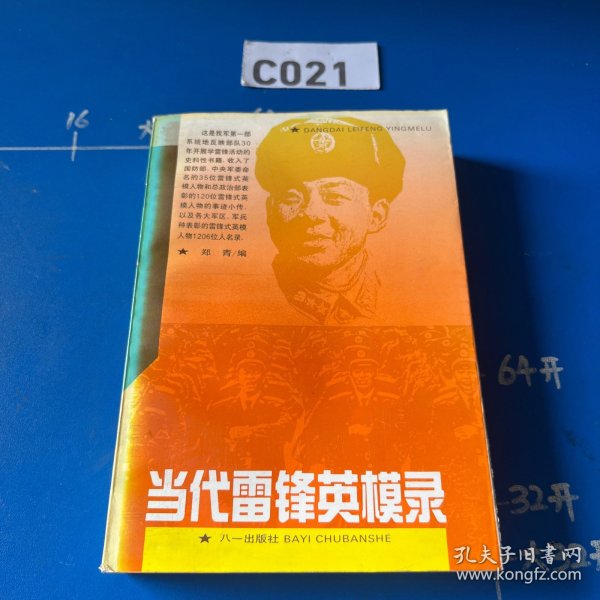 C021
16
★ DANGDAI LEIFENG YINGMELU
这是我军第一部
系统地反映部队30
年开展学雷锋活动的
史料性书籍.收入了
国防部、中央军委命
名的35位雷锋式英
模人物和总政治部表
彰的120位雷锋式英
模人物的事迹小传.
以及各大军区、军兵
种表彰的雷锋式英模
人物1206位人名录.
★ 郑青/编
64开
32开
大32开
当代雷锋英模录
★ 八一出版社 BAYI CHUBANSHE
孔夫子旧书网
www.kongfz.com